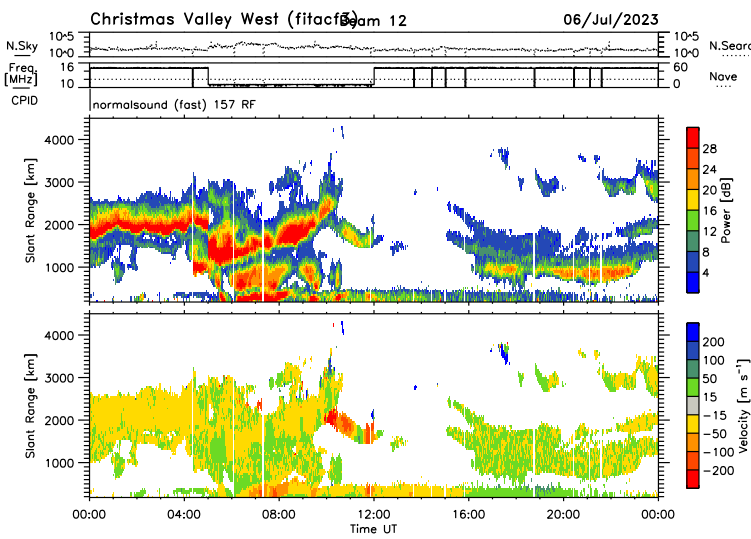 Christmas Valley West (fitacf3)
Beam 12
06/Jul/2023
N.Sky
10^5
10^0
10^5
10^0
N.Sear
Freq
[MHz]
16
10
60
0
Nave
CPID
normalsound (fast) 157 RF
Slant Range [km]
4000
3000
2000
1000
28
24
20
16
12
8
4
Power [dB]
Slant Range [km]
4000
3000
2000
1000
200
100
50
15
-15
-50
-100
-200
Velocity [m s⁻¹]
00:00 04:00 08:00 12:00 16:00 20:00 00:00
Time UT